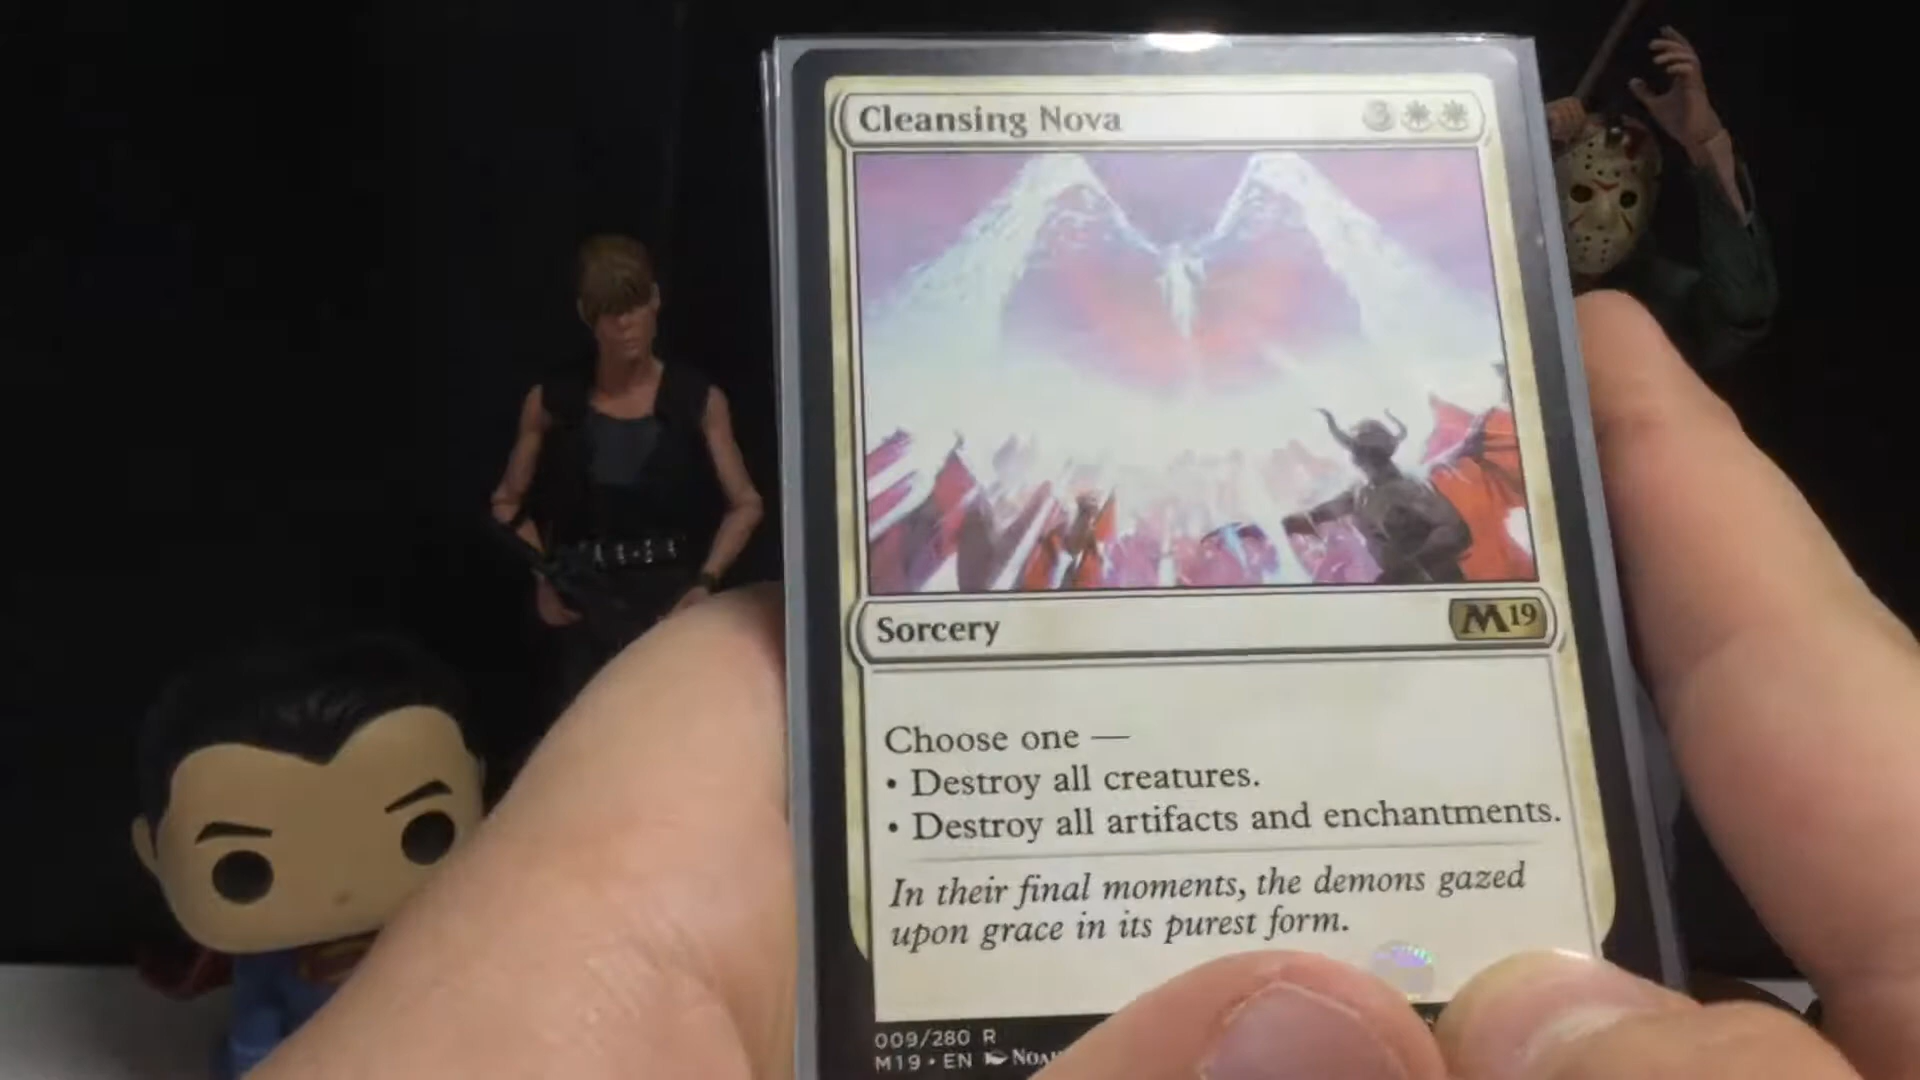 Cleansing Nova 3
Sorcery M19
Choose one —
• Destroy all creatures.
• Destroy all artifacts and enchantments.
In their final moments, the demons gazed
upon grace in its purest form.
009/280 R
M19 • EN